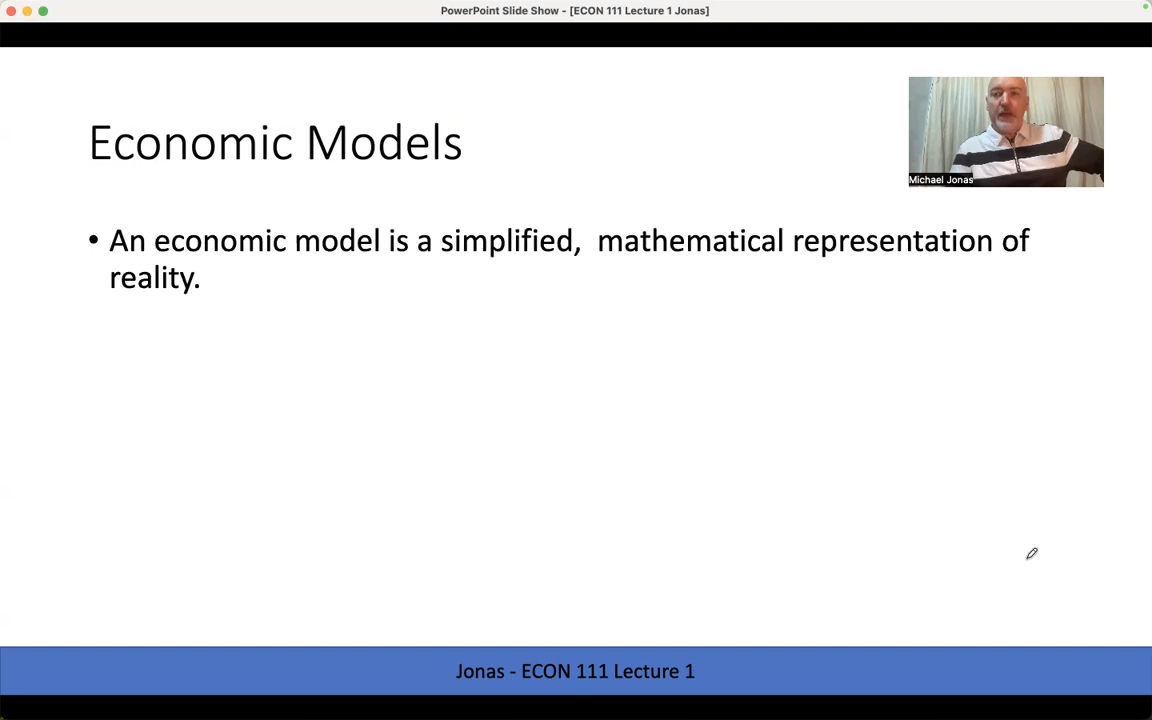 PowerPoint Slide Show - [ECON 111 Lecture 1 Jonas]
Economic Models
Michael Jonas
• An economic model is a simplified,  mathematical representation of
reality.
Jonas - ECON 111 Lecture 1